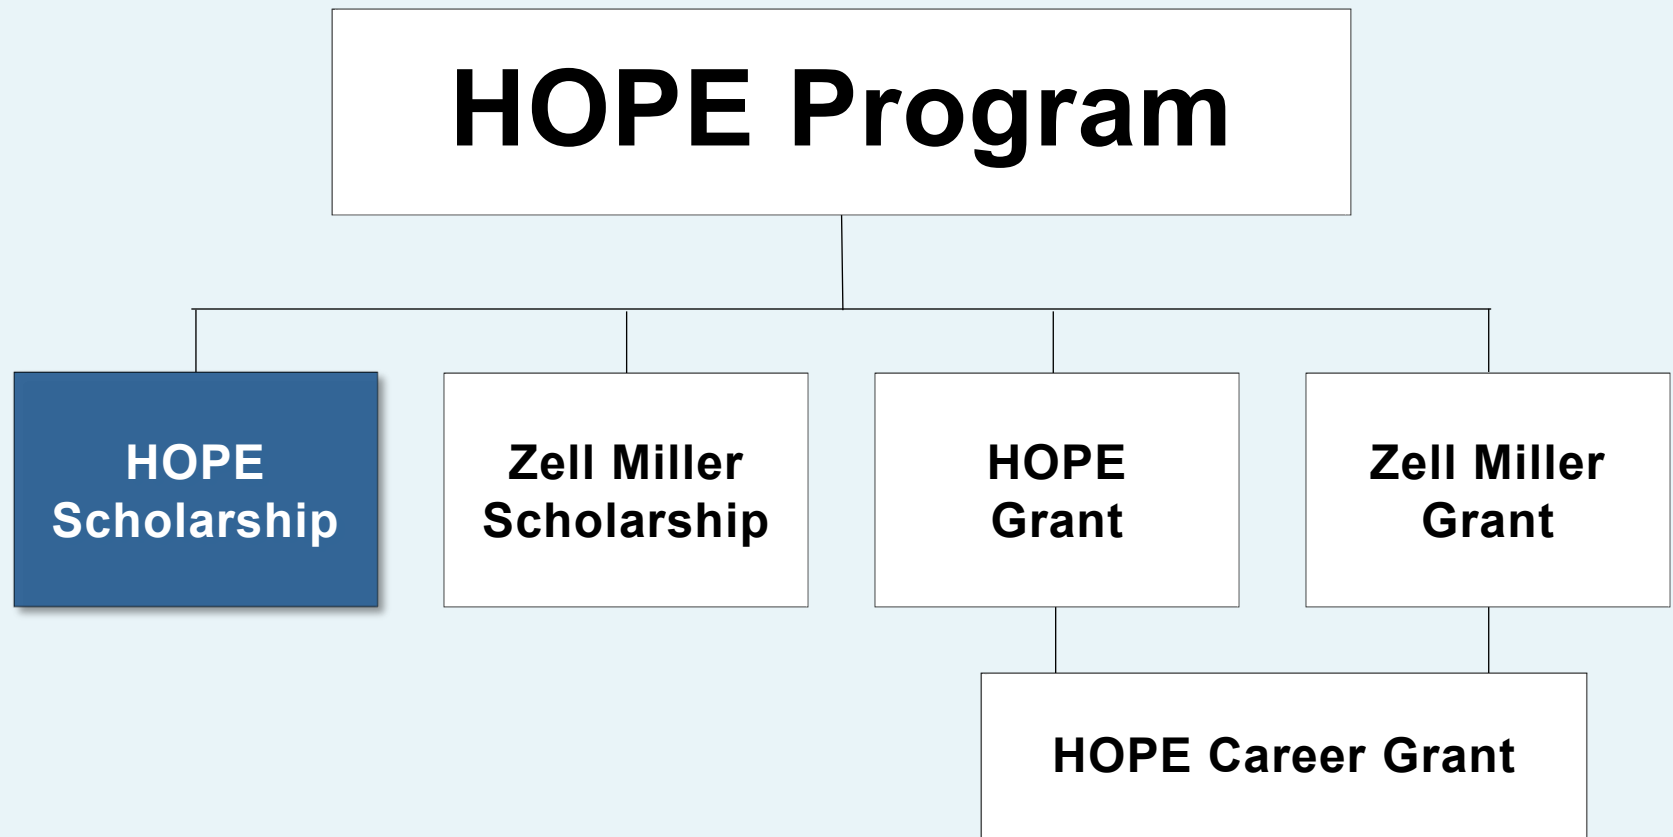 HOPE Program
HOPE
Scholarship
Zell Miller
Scholarship
HOPE
Grant
Zell Miller
Grant
HOPE Career Grant